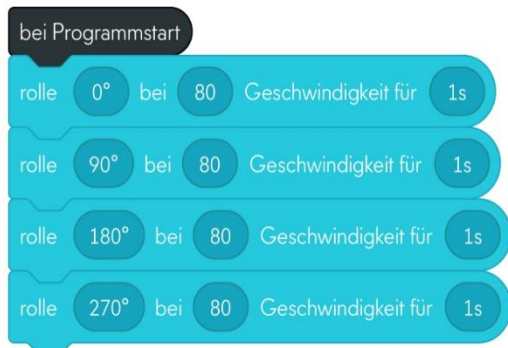 bei Programmstart
rolle 0° bei 80 Geschwindigkeit für 1s
rolle 90° bei 80 Geschwindigkeit für 1s
rolle 180° bei 80 Geschwindigkeit für 1s
rolle 270° bei 80 Geschwindigkeit für 1s